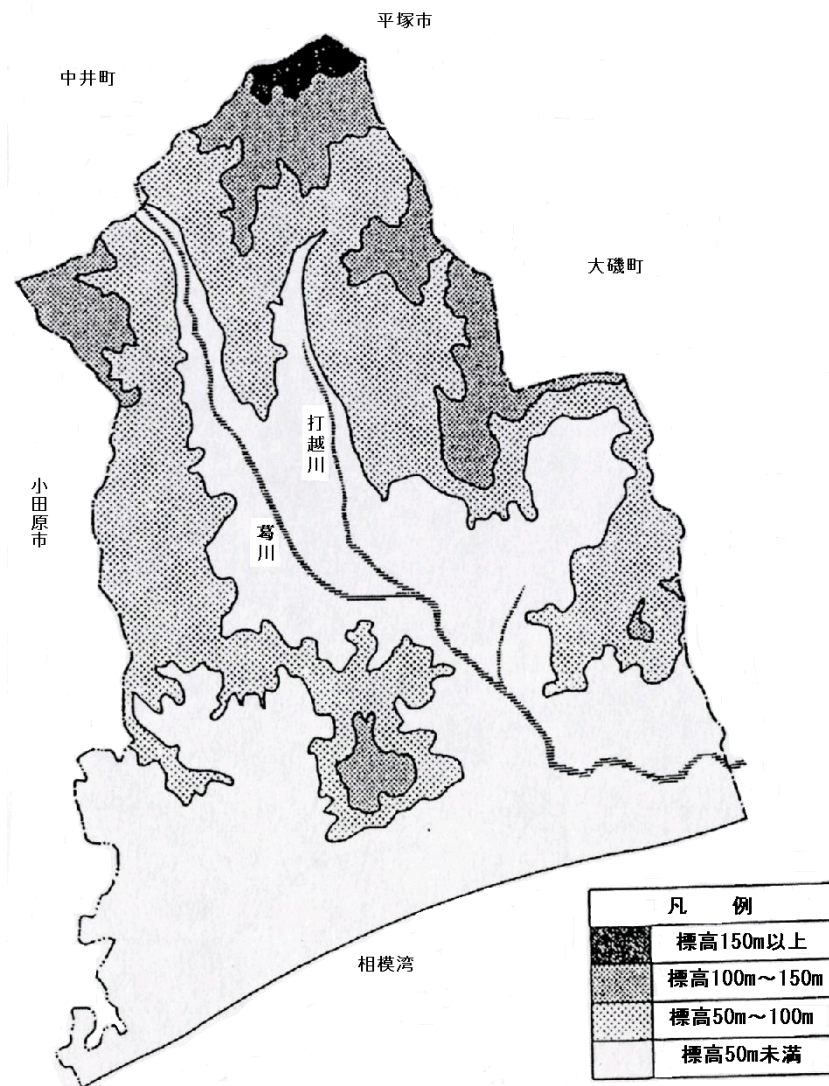 平塚市
中井町
大磯町
打越川
小田原市
葛川
相模湾
凡 例
標高150m以上
標高100m～150m
標高50m～100m
標高50m未満